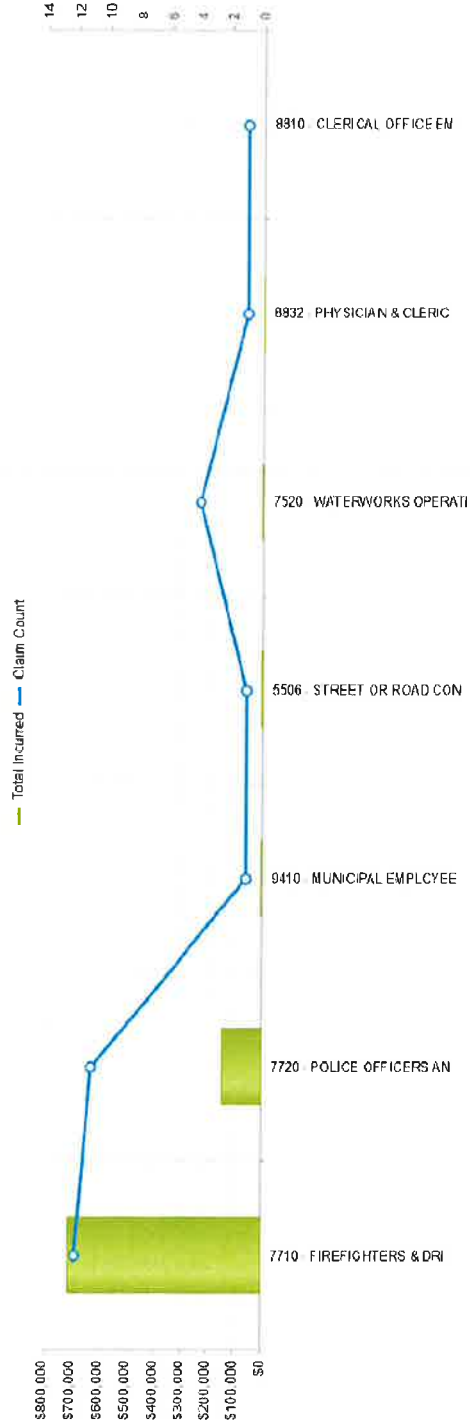 14
12
10
8
6
4
2
0
8810 - CLERICAL OFFICE EM
8832 - PHYSICIAN & CLERIC
7520 - WATERWORKS OPERATI
5506 - STREET OR ROAD CON
9410 - MUNICIPAL EMPLOYEE
7720 - POLICE OFFICERS AN
7710 - FIREFIGHTERS & DRI
Total Incurred
Claim Count
$800,000
$700,000
$600,000
$500,000
$400,000
$300,000
$200,000
$100,000
$0